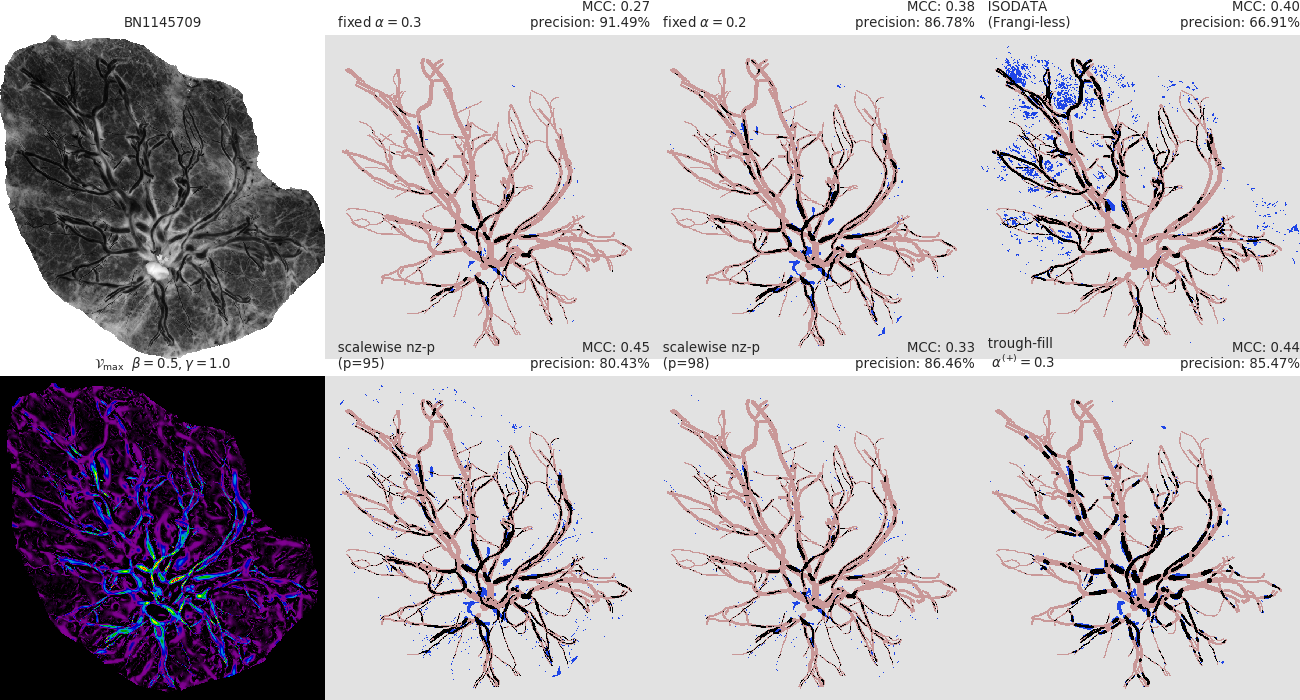 BN1145709
fixed α = 0.3
MCC: 0.27
precision: 91.49%
fixed α = 0.2
MCC: 0.38
precision: 86.78%
ISODATA
(Frangi-less)
MCC: 0.40
precision: 66.91%
𝒱max β = 0.5, γ = 1.0
scalewise nz-p
(p=95)
MCC: 0.45
precision: 80.43%
scalewise nz-p
(p=98)
MCC: 0.33
precision: 86.46%
trough-fill
α(+) = 0.3
MCC: 0.44
precision: 85.47%